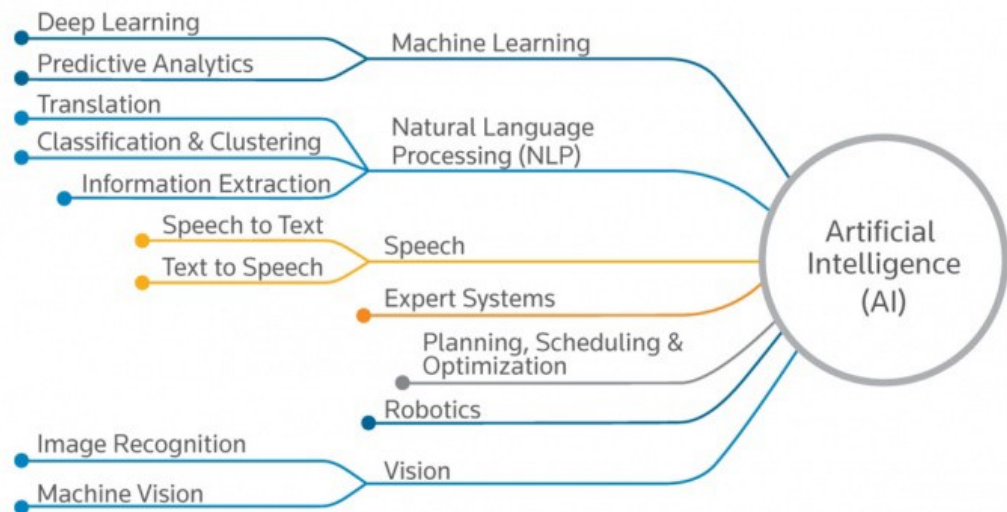 Deep Learning
Predictive Analytics
Machine Learning
Translation
Classification & Clustering
Information Extraction
Natural Language
Processing (NLP)
Speech to Text
Text to Speech
Speech
Expert Systems
Planning, Scheduling &
Optimization
Robotics
Image Recognition
Machine Vision
Vision
Artificial
Intelligence
(AI)